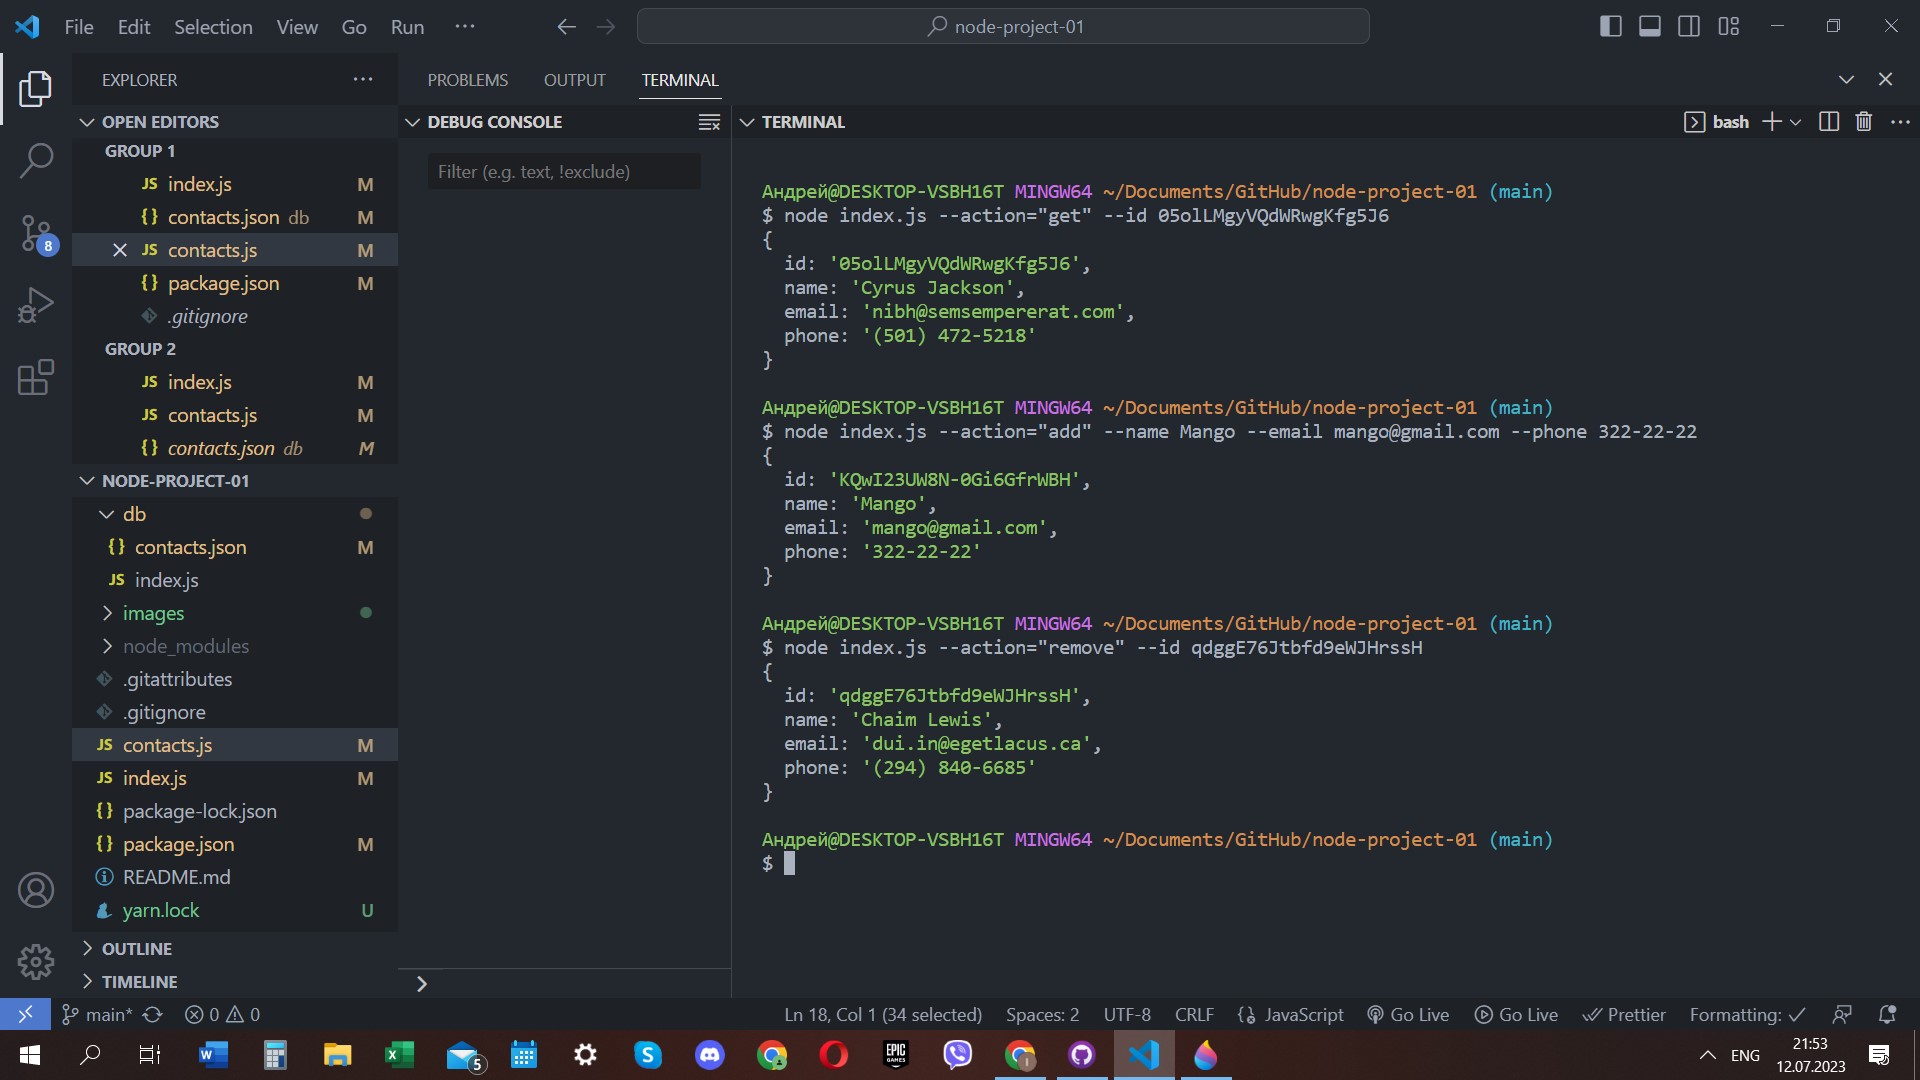 File Edit Selection View Go Run ··· node-project-01
EXPLORER ···
OPEN EDITORS
GROUP 1
JS index.js M
{} contacts.json db M
JS contacts.js M
{} package.json M
.gitignore
GROUP 2
JS index.js M
JS contacts.js M
{} contacts.json db M
NODE-PROJECT-01
db
{} contacts.json M
JS index.js
images
node_modules
.gitattributes
.gitignore
JS contacts.js M
JS index.js M
{} package-lock.json
{} package.json M
README.md
yarn.lock U
OUTLINE
TIMELINE
8
PROBLEMS OUTPUT TERMINAL
DEBUG CONSOLE
Filter (e.g. text, !exclude)
TERMINAL bash
Андрей@DESKTOP-VSBH16T MINGW64 ~/Documents/GitHub/node-project-01 (main)
$ node index.js --action="get" --id 05olLMgyVQdWRwgKfg5J6
{
id: '05olLMgyVQdWRwgKfg5J6',
name: 'Cyrus Jackson',
email: 'nibh@semsempererat.com',
phone: '(501) 472-5218'
}
Андрей@DESKTOP-VSBH16T MINGW64 ~/Documents/GitHub/node-project-01 (main)
$ node index.js --action="add" --name Mango --email mango@gmail.com --phone 322-22-22
{
id: 'KQwI23UW8N-0Gi6GfrWBH',
name: 'Mango',
email: 'mango@gmail.com',
phone: '322-22-22'
}
Андрей@DESKTOP-VSBH16T MINGW64 ~/Documents/GitHub/node-project-01 (main)
$ node index.js --action="remove" --id qdggE76Jtbfd9eWJHrssH
{
id: 'qdggE76Jtbfd9eWJHrssH',
name: 'Chaim Lewis',
email: 'dui.in@egetlacus.ca',
phone: '(294) 840-6685'
}
Андрей@DESKTOP-VSBH16T MINGW64 ~/Documents/GitHub/node-project-01 (main)
$
main* 0 0 Ln 18, Col 1 (34 selected) Spaces: 2 UTF-8 CRLF {} JavaScript Go Live Go Live Prettier Formatting:
W X 5 S EPIC GAMES ENG 21:53
12.07.2023